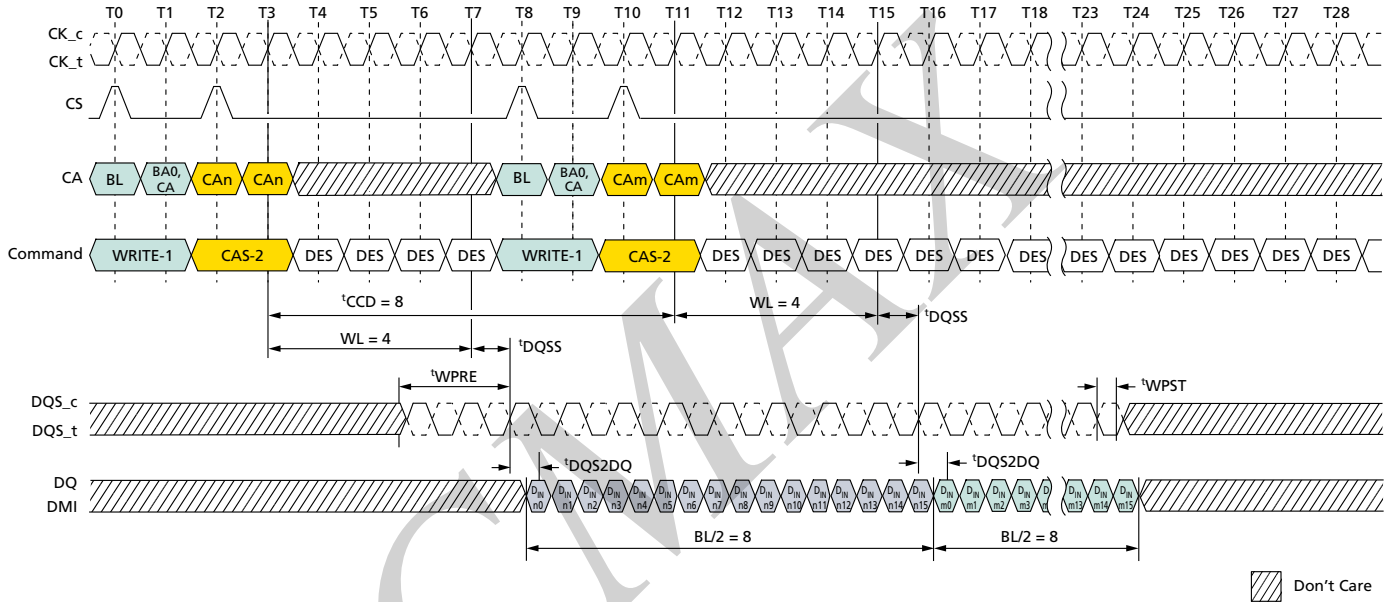 T0 T1 T2 T3 T4 T5 T6 T7 T8 T9 T10 T11 T12 T13 T14 T15 T16 T17 T18 T23 T24 T25 T26 T27 T28
CK_c
CK_t
CS
CA BL BA0, CA CAn CAn BL BA0, CA CAm CAm
Command WRITE-1 CAS-2 DES DES DES DES WRITE-1 CAS-2 DES DES DES DES DES DES DES DES DES DES DES DES DES
tCCD = 8 WL = 4 tDQSS
WL = 4 tDQSS
tWPRE tWPST
DQS_c
DQS_t
tDQS2DQ tDQS2DQ
DQ
DMI
DIN n0 DIN n1 DIN n2 DIN n3 DIN n4 DIN n5 DIN n6 DIN n7 DIN n8 DIN n9 DIN n10 DIN n11 DIN n12 DIN n13 DIN n14 DIN n15 DIN m0 DIN m1 DIN m2 DIN m3 DIN m13 DIN m14 DIN m15
BL/2 = 8 BL/2 = 8
Don't Care
CMAX